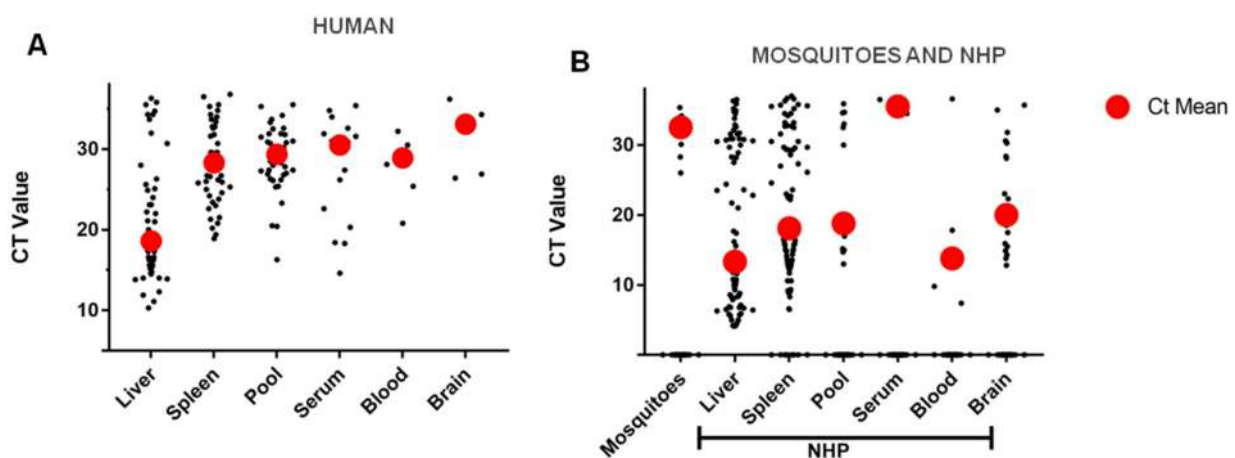 A
HUMAN
CT Value
30
20
10
Liver
Spleen
Pool
Serum
Blood
Brain
B
MOSQUITOES AND NHP
CT Value
30
20
10
Mosquitoes
Liver
Spleen
Pool
Serum
Blood
Brain
NHP
Ct Mean